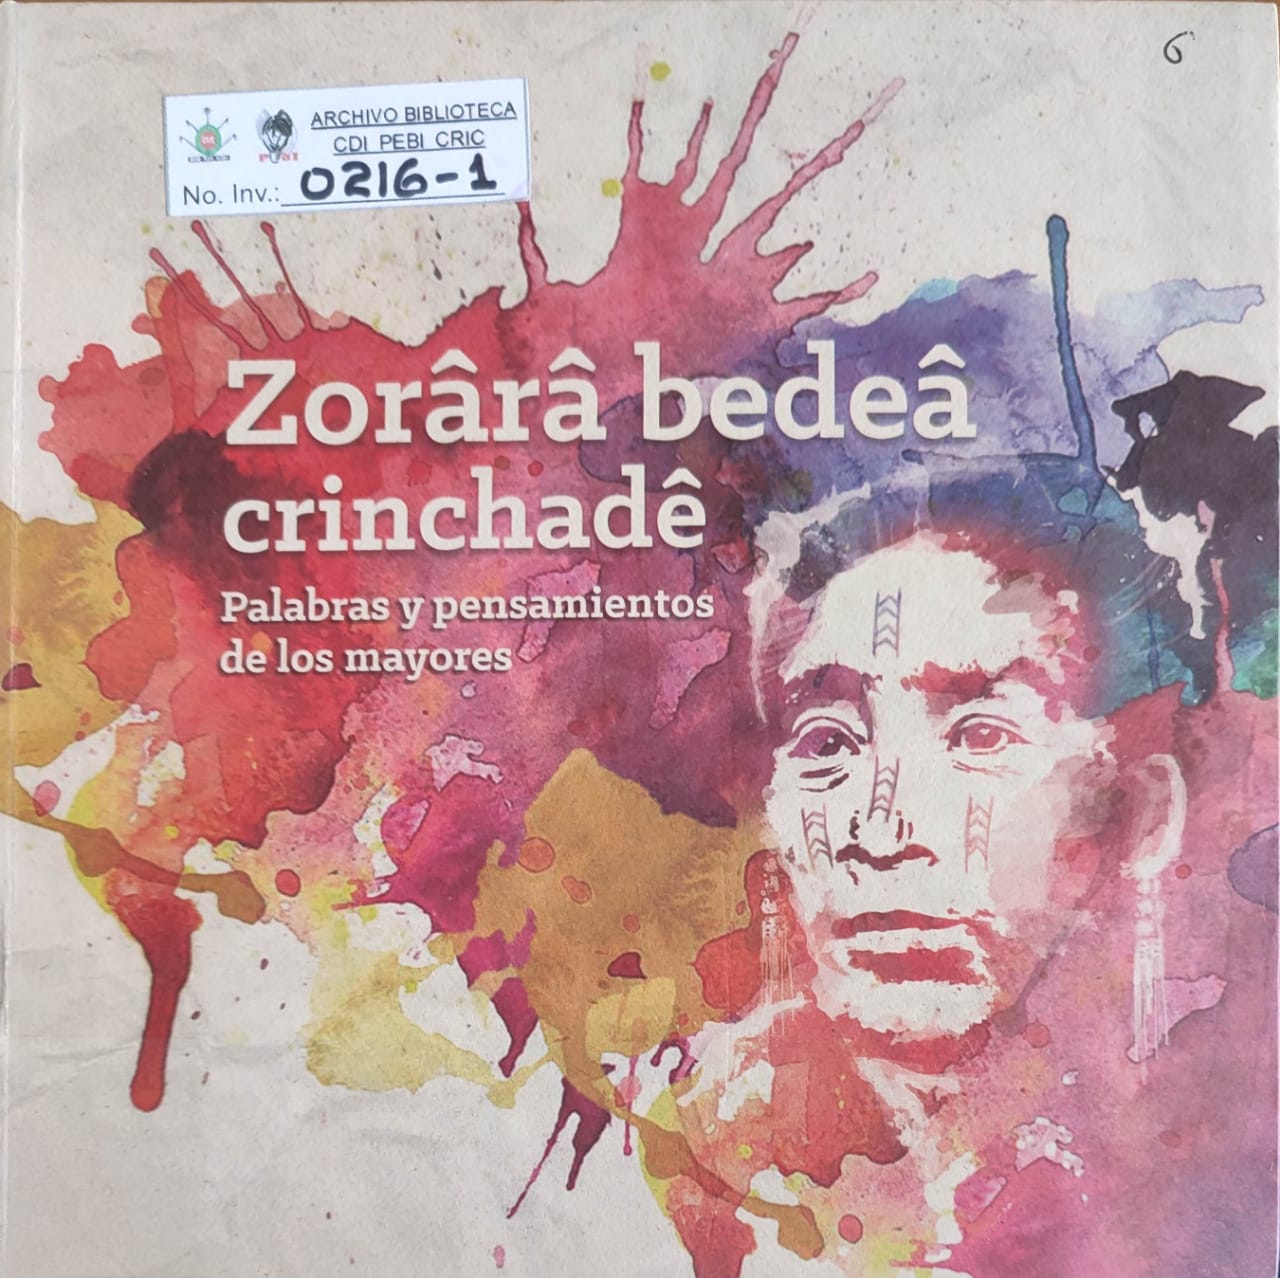 6
ARCHIVO BIBLIOTECA
CDI PEBI CRIC
No. Inv.: 0216-1
Zorârâ bedeâ
crinchadê
Palabras y pensamientos
de los mayores